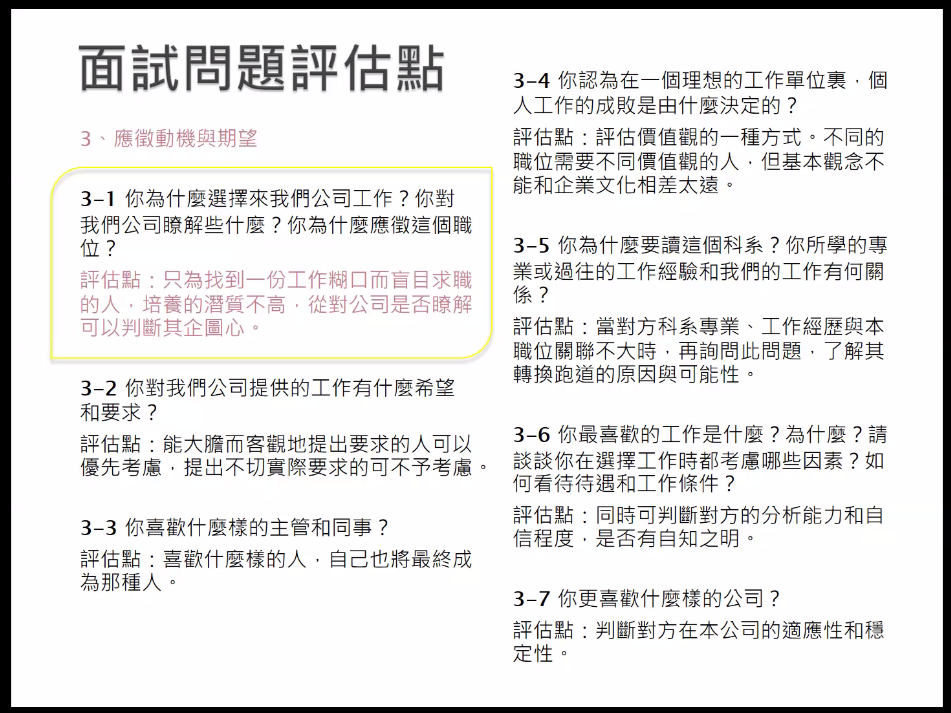 面試問題評估點
3、應徵動機與期望
3-1 你為什麼選擇來我們公司工作？你對
我們公司瞭解些什麼？你為什麼應徵這個職
位？
評估點：只為找到一份工作糊口而盲目求職
的人，培養的潛質不高，從對公司是否瞭解
可以判斷其企圖心。
3-2 你對我們公司提供的工作有什麼希望
和要求？
評估點：能大膽而客觀地提出要求的人可以
優先考慮，提出不切實際要求的可不予考慮。
3-3 你喜歡什麼樣的主管和同事？
評估點：喜歡什麼樣的人，自己也將最終成
為那種人。
3-4 你認為在一個理想的工作單位裏，個
人工作的成敗是由什麼決定的？
評估點：評估價值觀的一種方式。不同的
職位需要不同價值觀的人，但基本觀念不
能和企業文化相差太遠。
3-5 你為什麼要讀這個科系？你所學的專
業或過往的工作經驗和我們的工作有何關
係？
評估點：當對方科系專業、工作經歷與本
職位關聯不大時，再詢問此問題，了解其
轉換跑道的原因與可能性。
3-6 你最喜歡的工作是什麼？為什麼？請
談談你在選擇工作時都考慮哪些因素？如
何看待待遇和工作條件？
評估點：同時可判斷對方的分析能力和自
信程度，是否有自知之明。
3-7 你更喜歡什麼樣的公司？
評估點：判斷對方在本公司的適應性和穩
定性。